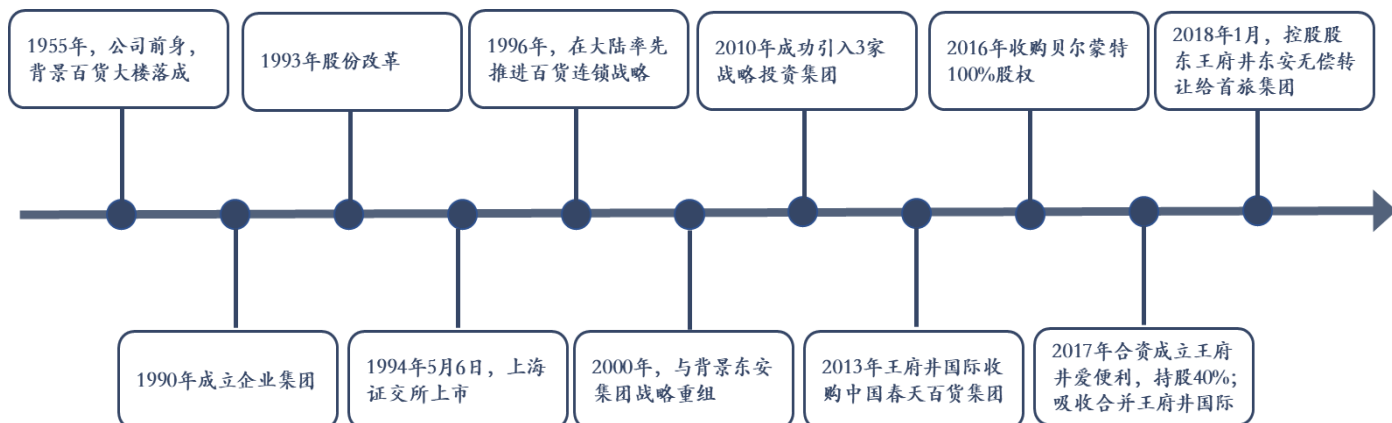 1955年，公司前身，
背景百货大楼落成
1993年股份改革
1996年，在大陆率先
推进百货连锁战略
2010年成功引入3家
战略投资集团
2016年收购贝尔蒙特
100%股权
2018年1月，控股股
东王府井东安无偿转
让给首旅集团
1990年成立企业集团
1994年5月6日，上海
证交所上市
2000年，与背景东安
集团战略重组
2013年王府井国际收
购中国春天百货集团
2017年合资成立王府
井爱便利，持股40%；
吸收合并王府井国际